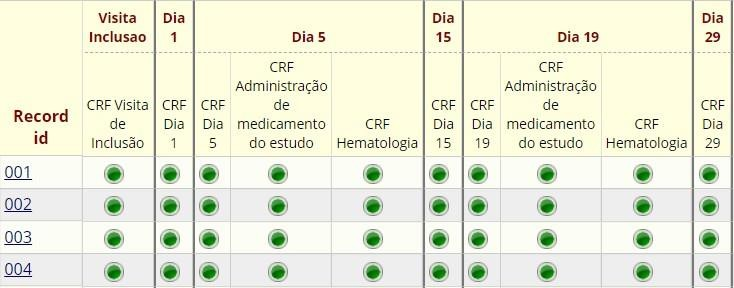 Visita
Inclusao
Dia
1
Dia 5
Dia
15
Dia 19
Dia
29
Record
id
CRF Visita
de
Inclusão
CRF
Dia
1
CRF
Dia
5
CRF
Administração
de
medicamento
do estudo
CRF
Hematologia
CRF
Dia
15
CRF
Dia
19
CRF
Administração
de
medicamento
do estudo
CRF
Hematologia
CRF
Dia
29
001
002
003
004